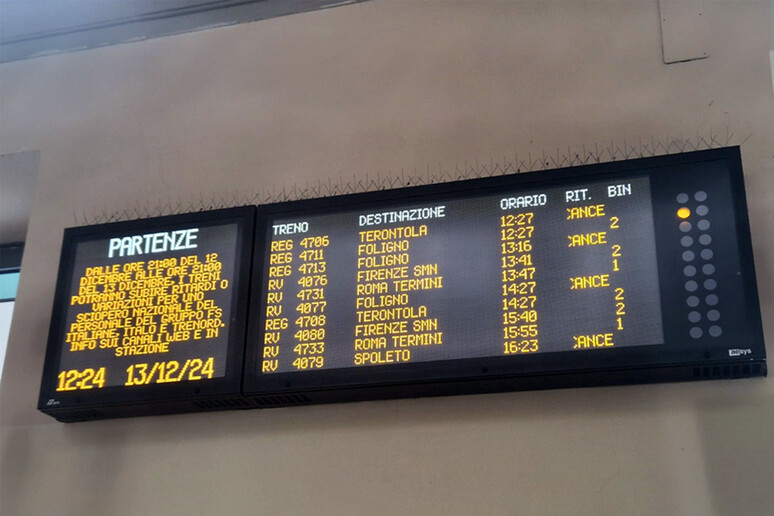 PARTENZE
DALLE ORE 21:00 DEL 12
DICEMBRE ALLE ORE 21:00
DEL 13 DICEMBRE, I TRENI
POTRANNO SUBIRE RITARDI O
VARIAZIONI PER UNO
SCIOPERO NAZIONALE DEL
PERSONALE DEL GRUPPO FS
ITALIANE, ITALO E TRENORD.
INFO SUI CANALI WEB E IN
STAZIONE
12:24 13/12/24
TRENO DESTINAZIONE ORARIO RIT. BIN
REG 4706 TERONTOLA 12:27 ANCE
REG 4711 FOLIGNO 12:27 2
REG 4713 FOLIGNO 13:16 ANCE
RV 4076 FIRENZE SMN 13:41 2
RV 4731 ROMA TERMINI 13:47 1
RV 4077 FOLIGNO 14:27 ANCE
REG 4708 TERONTOLA 14:27 2
RV 4080 FIRENZE SMN 15:40 2
RV 4733 ROMA TERMINI 15:55 1
RV 4079 SPOLETO 16:23 ANCE